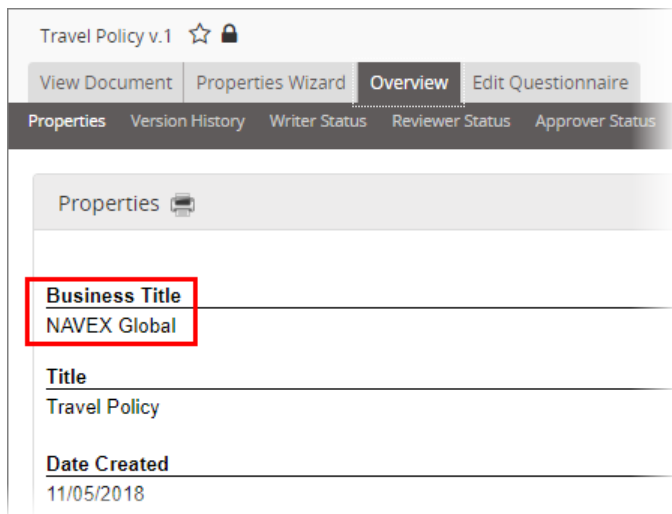 Travel Policy v.1
View Document Properties Wizard Overview Edit Questionnaire
Properties Version History Writer Status Reviewer Status Approver Status
Properties
Business Title
NAVEX Global
Title
Travel Policy
Date Created
11/05/2018